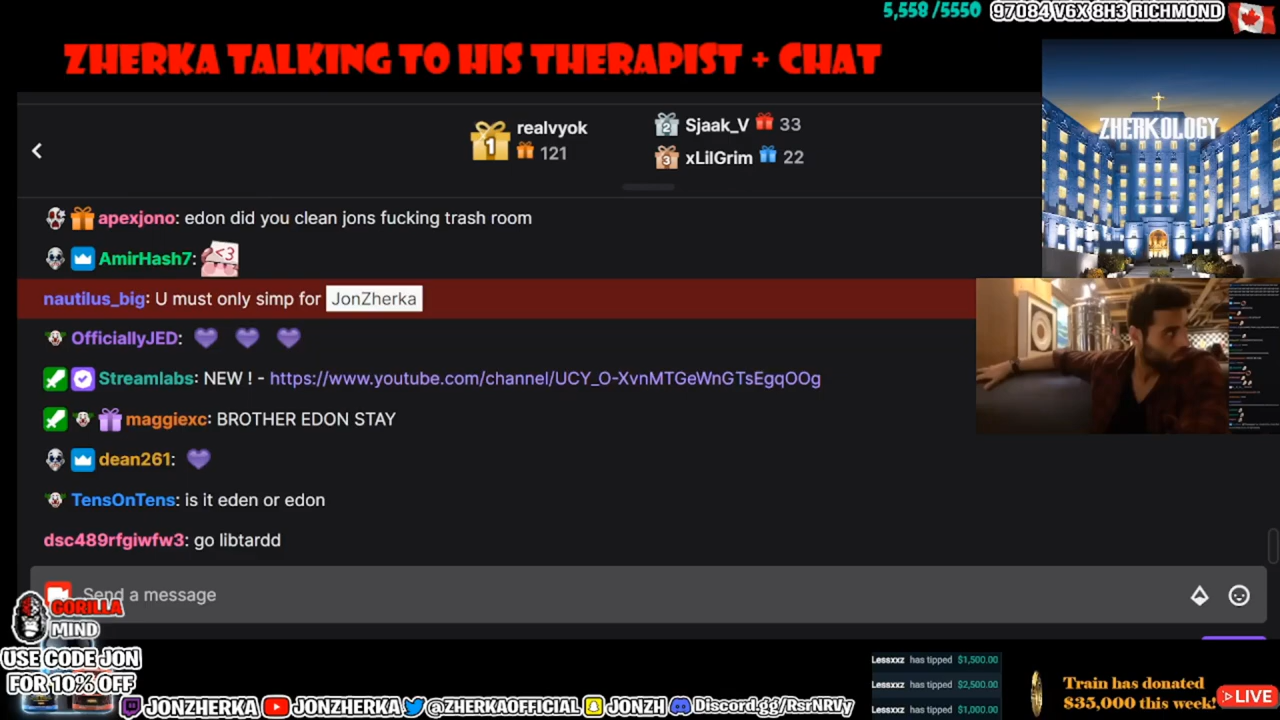 5,558 /5550
97084 V6X 8H3 RICHMOND
ZHERKA TALKING TO HIS THERAPIST + CHAT
ZHERKOLOGY
1
realvyok
121
2
Sjaak_V 33
3
xLilGrim 22
apexjono: edon did you clean jons fucking trash room
AmirHash7: <3
nautilus_big: U must only simp for JonZherka
OfficiallyJED:
Streamlabs: NEW ! - https://www.youtube.com/channel/UCY_O-XvnMTGeWnGTsEgqOOg
maggiexc: BROTHER EDON STAY
dean261:
TensOnTens: is it eden or edon
dsc489rfgiwfw3: go libtardd
Send a message
GORILLA
MIND
USE CODE JON
FOR 10% OFF
JONZHERKA JONZHERKA @ZHERKAOFFICIAL JONZH Discord.gg/RsrNRVy
Lessxxz has tipped $1,500.00
Lessxxz has tipped $2,500.00
Lessxxz has tipped $1,000.00
Train has donated
$35,000 this week!
LIVE